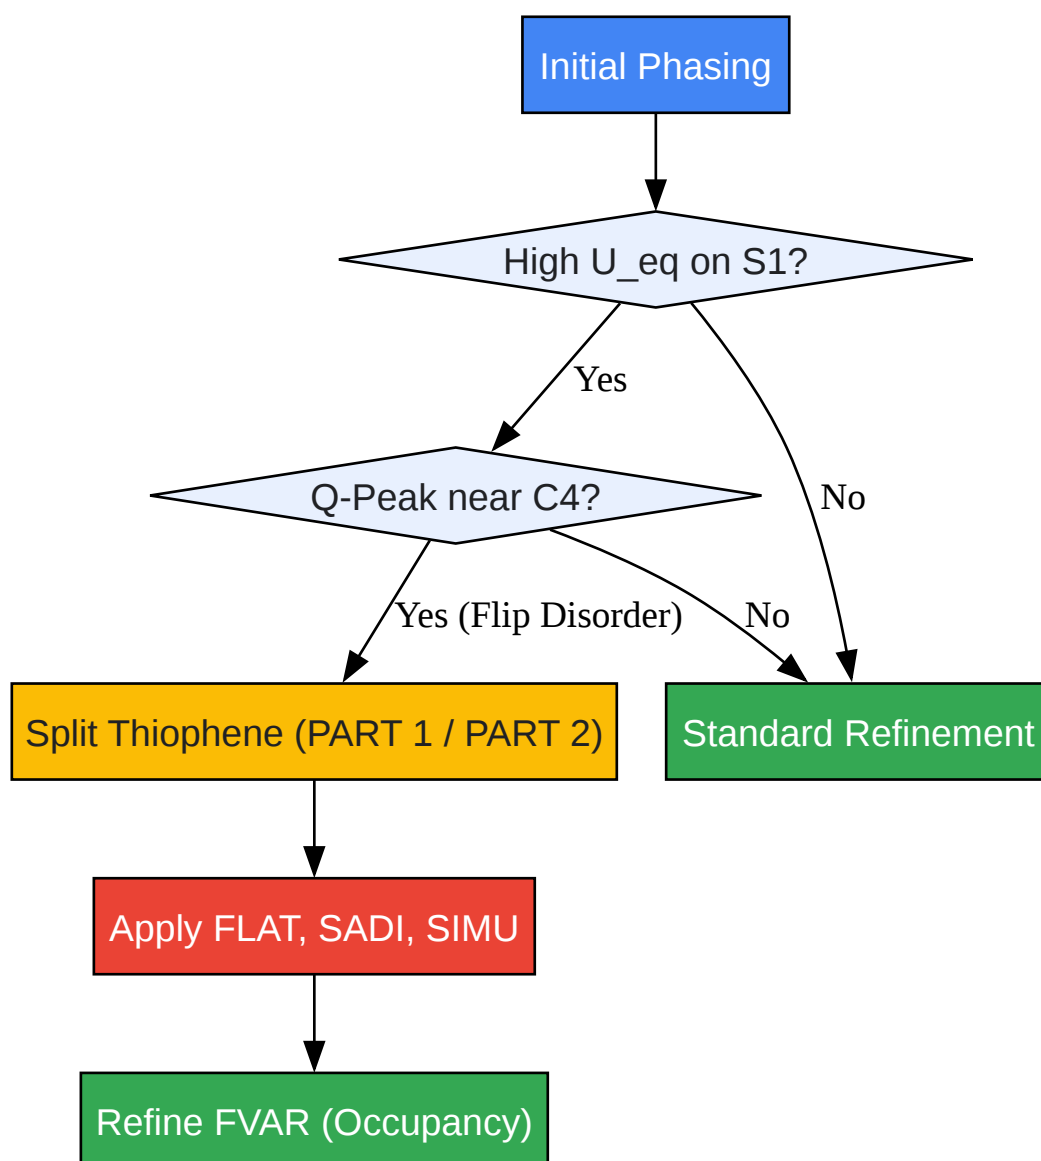 Initial Phasing
High U_eq on S1?
Yes
No
Q-Peak near C4?
Yes (Flip Disorder)
No
Split Thiophene (PART 1 / PART 2)
Standard Refinement
Apply FLAT, SADI, SIMU
Refine FVAR (Occupancy)